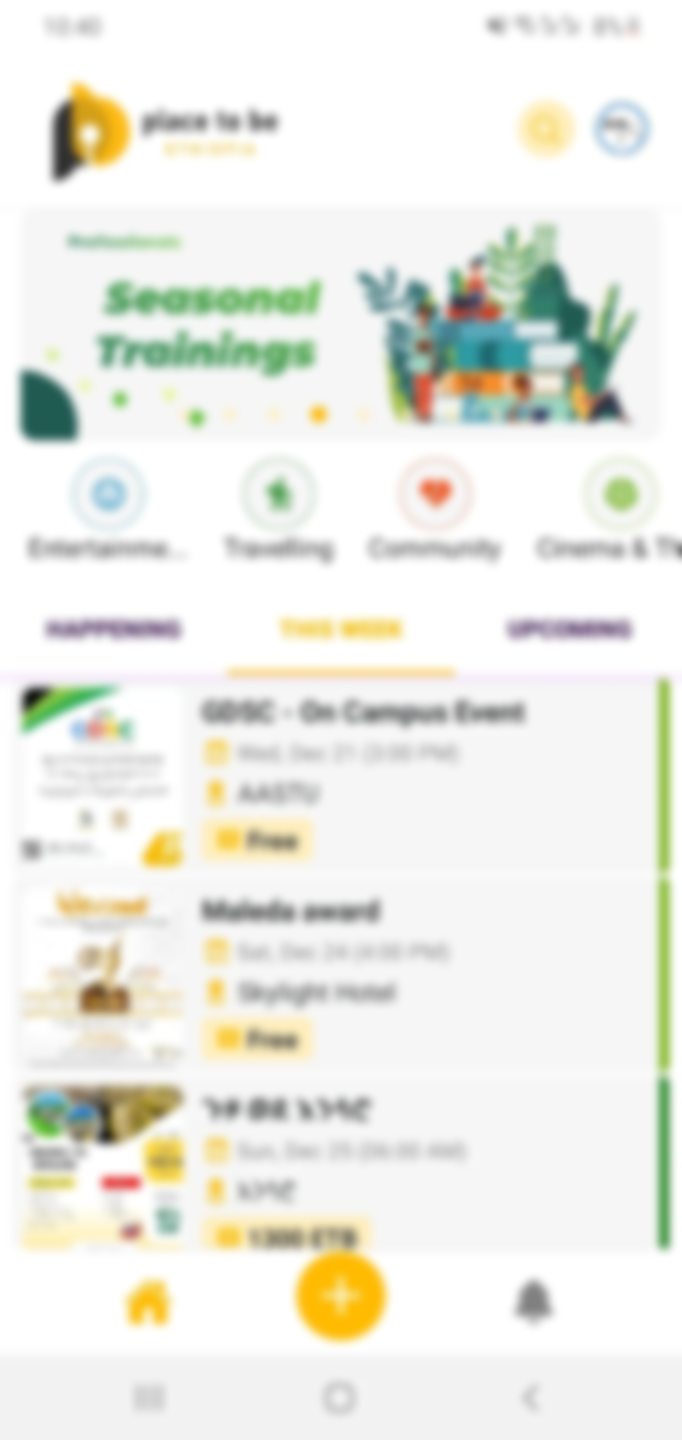 10:40
place to be
ETHIOPIA
Seasonal
Trainings
Entertainme...
Travelling
Community
Cinema & Th
HAPPENING
THIS WEEK
UPCOMING
GDSC - On Campus Event
Wed, Dec 21 (3:00 PM)
AASTU
Free
Maleda award
Sat, Dec 24 (4:00 PM)
Skylight Hotel
Free
Sun, Dec 25 (06:00 AM)
1300 ETB